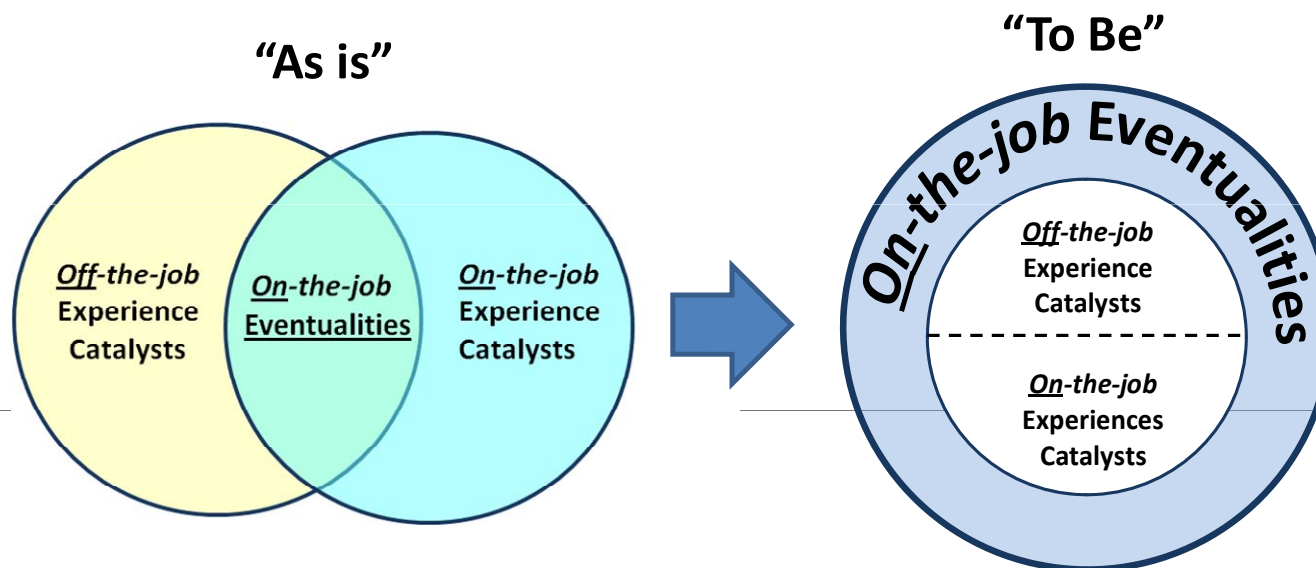 “As is”
Off-the-job
Experience
Catalysts
On-the-job
Eventualities
On-the-job
Experience
Catalysts
“To Be”
On-the-job Eventualities
Off-the-job
Experience
Catalysts
On-the-job
Experiences
Catalysts